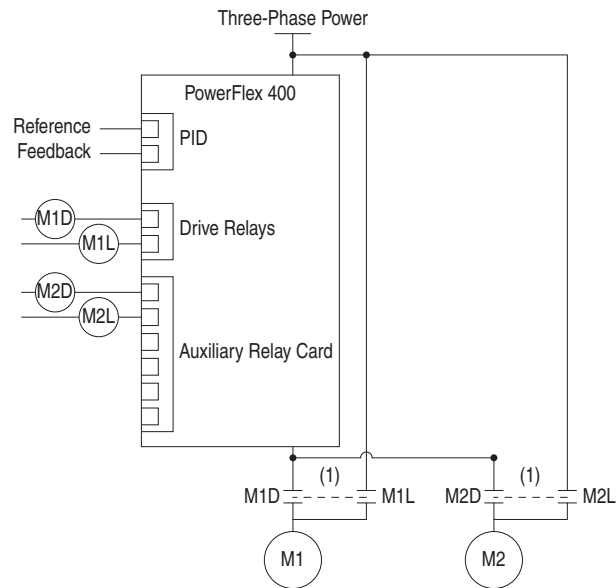 Three-Phase Power
PowerFlex 400
Reference
Feedback
PID
M1D
M1L
Drive Relays
M2D
M2L
Auxiliary Relay Card
(1)
(1)
M1D
M1L
M2D
M2L
M1
M2